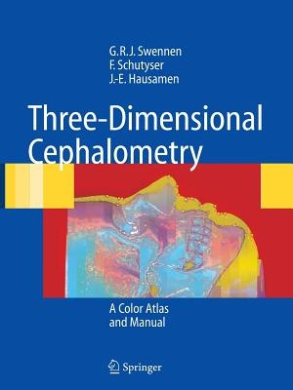 G.R.J. Swennen
F. Schutyser
J.-E. Hausamen
Three-Dimensional
Cephalometry
A Color Atlas
and Manual
Springer